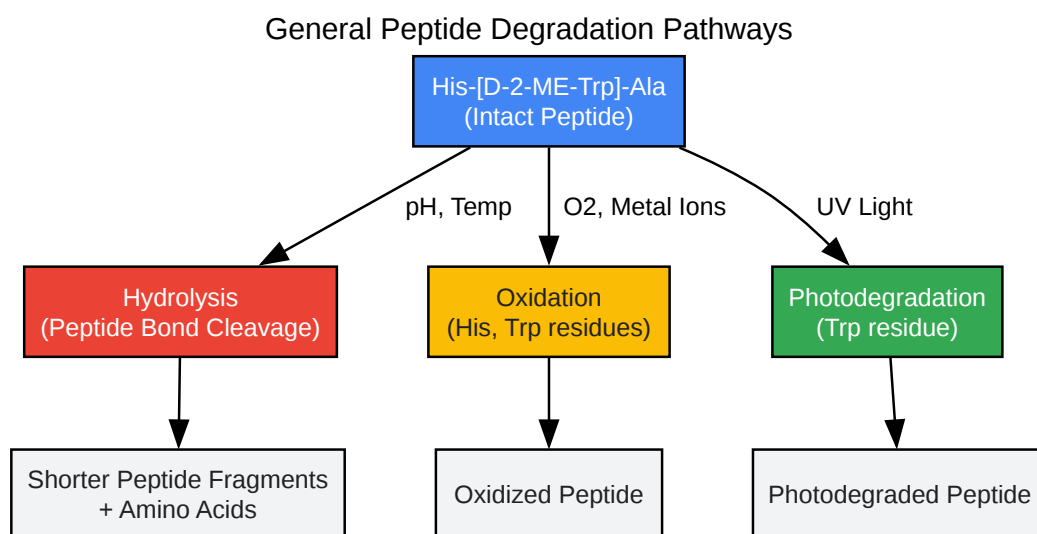 General Peptide Degradation Pathways
His-[D-2-ME-Trp]-Ala
(Intact Peptide)
pH, Temp
O2, Metal Ions
UV Light
Hydrolysis
(Peptide Bond Cleavage)
Oxidation
(His, Trp residues)
Photodegradation
(Trp residue)
Shorter Peptide Fragments
+ Amino Acids
Oxidized Peptide
Photodegraded Peptide